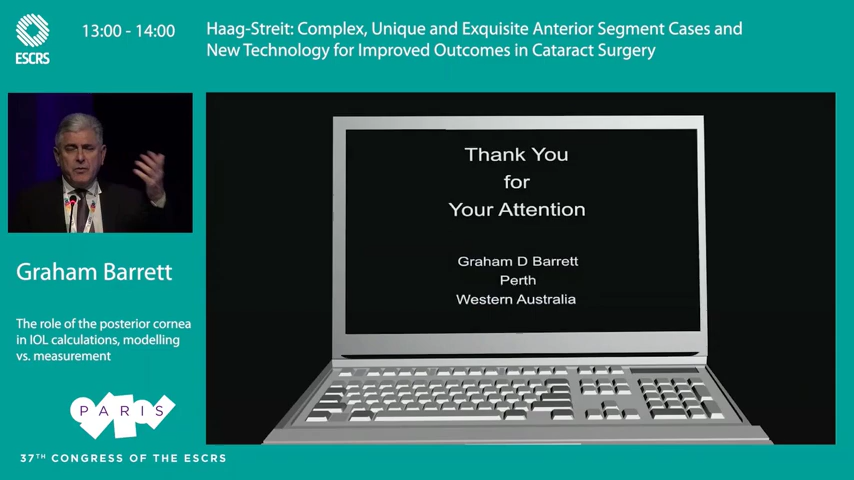 ESCRS
13:00 - 14:00
Haag-Streit: Complex, Unique and Exquisite Anterior Segment Cases and
New Technology for Improved Outcomes in Cataract Surgery
Thank You
for
Your Attention
Graham D Barrett
Perth
Western Australia
Graham Barrett
The role of the posterior cornea
in IOL calculations, modelling
vs. measurement
PARIS
37TH CONGRESS OF THE ESCRS